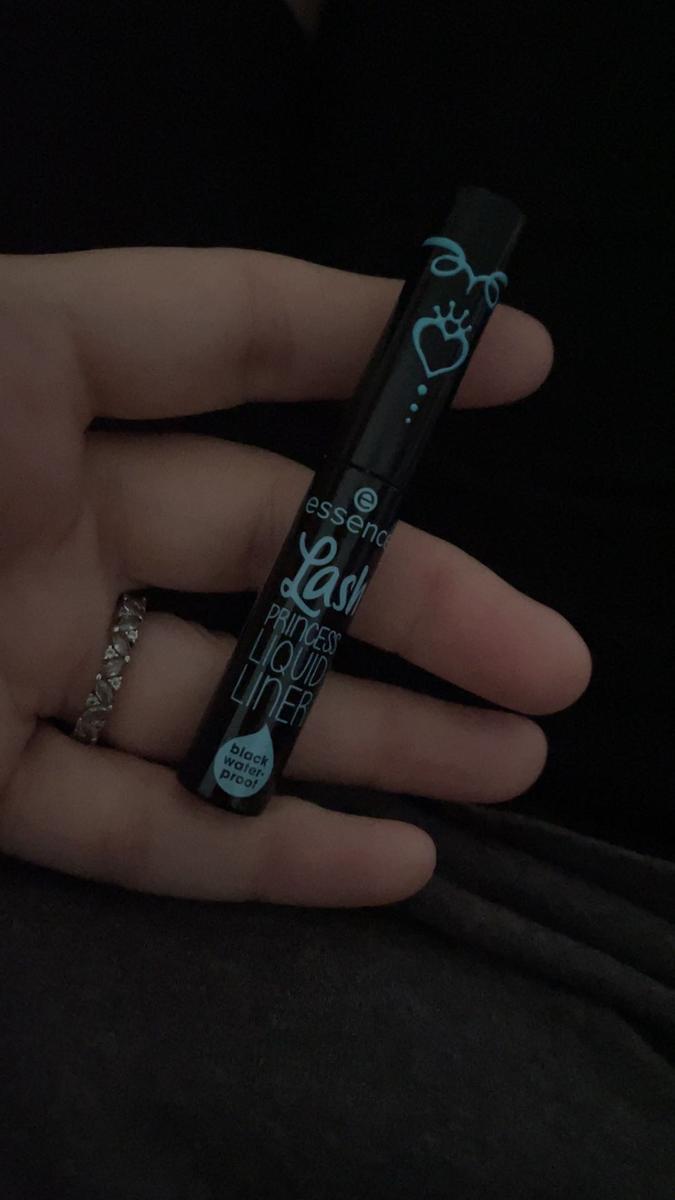 e
essence
Lash
PRINCESS
LIQUID
LINER
black
water-
proof